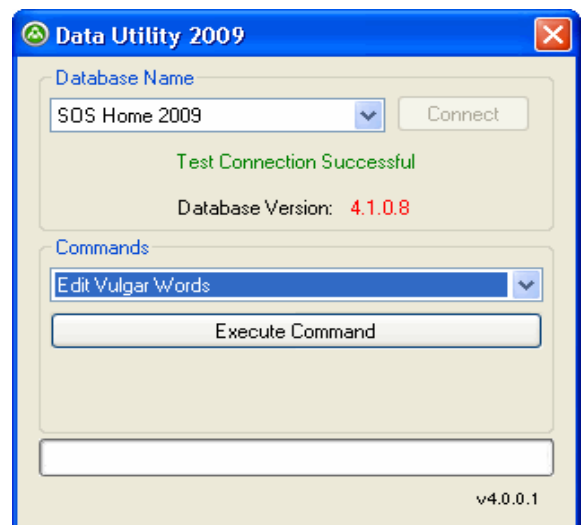 Data Utility 2009
Database Name
SOS Home 2009
Connect
Test Connection Successful
Database Version: 4.1.0.8
Commands
Edit Vulgar Words
Execute Command
v4.0.0.1